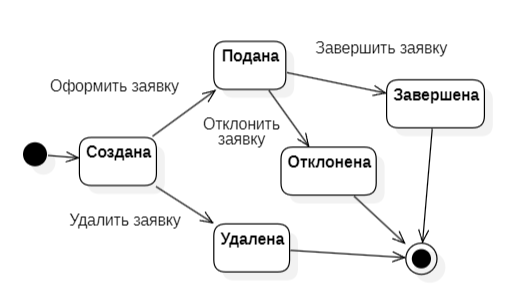 Завершить заявку
Подана
Оформить заявку
Завершена
Отклонить
заявку
Создана
Отклонена
Удалить заявку
Удалена